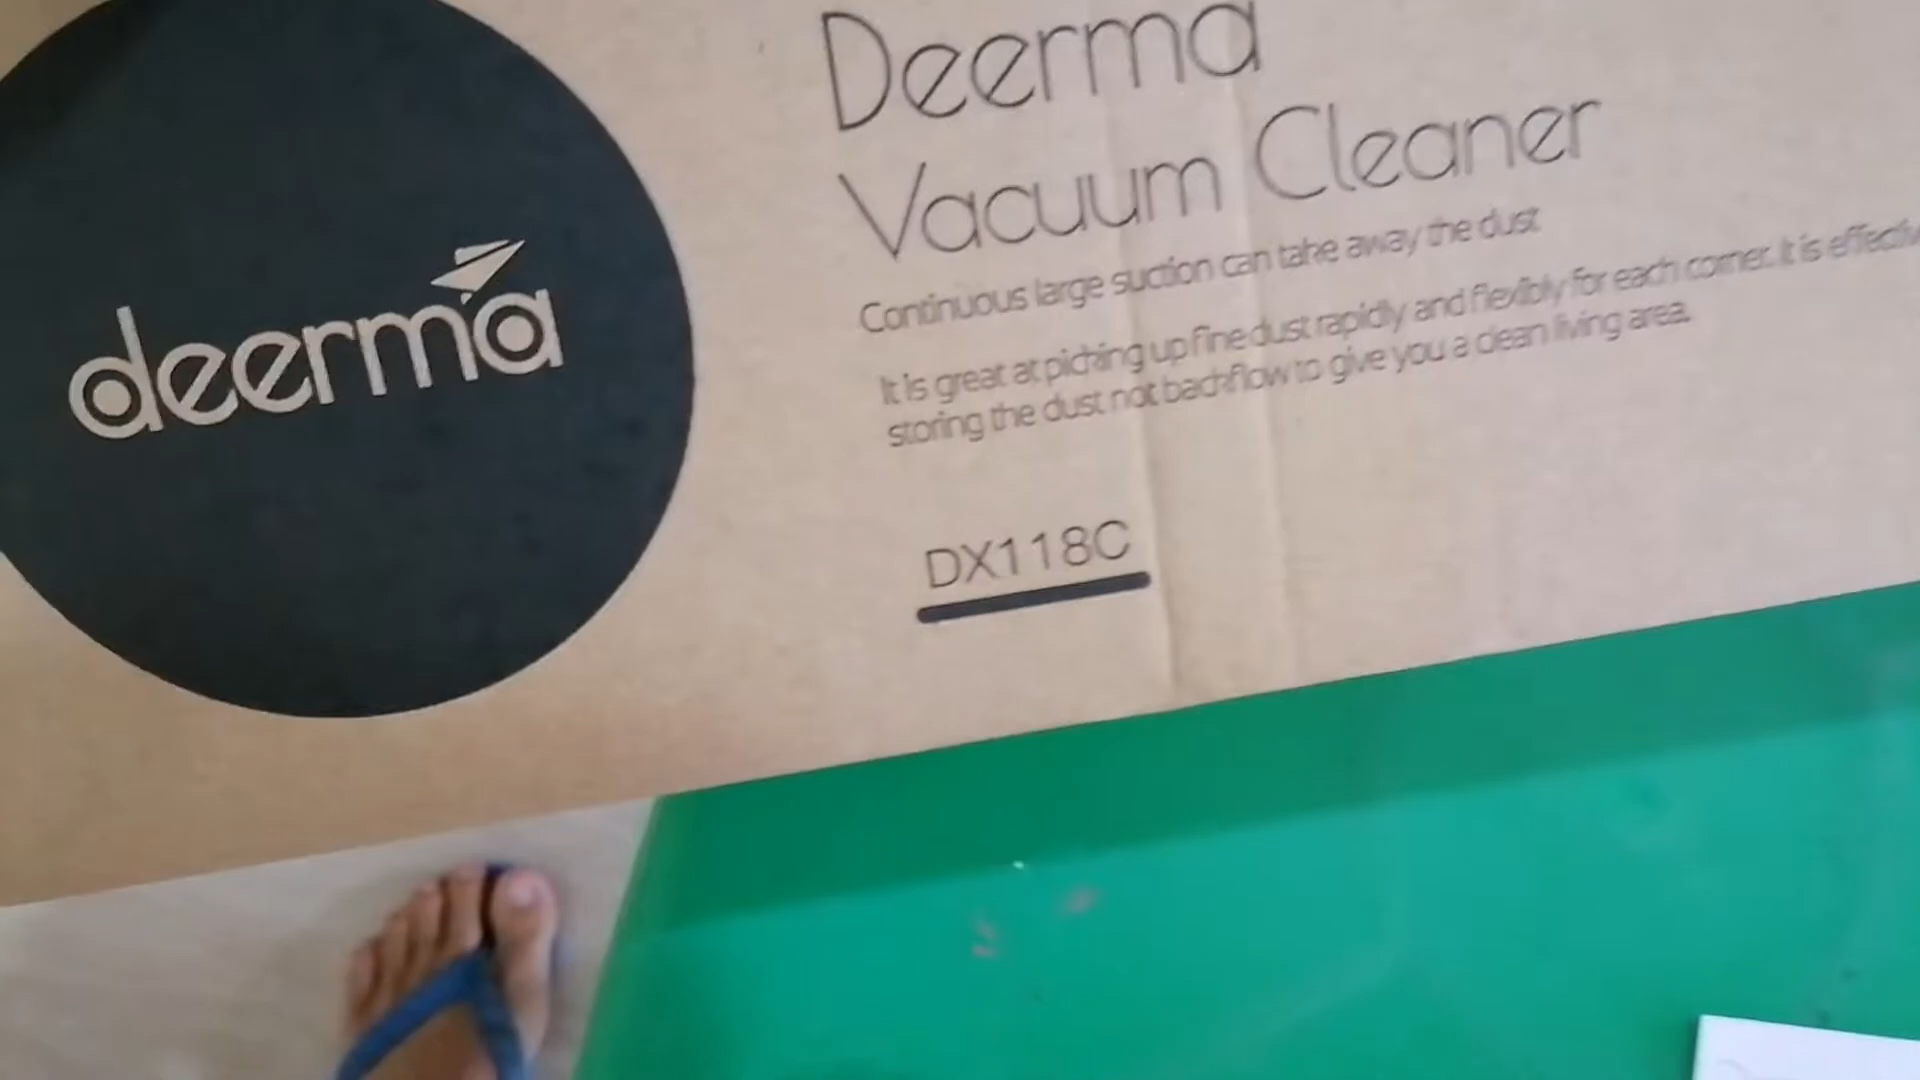 deerma
Deerma
Vacuum Cleaner
Continuous large suction can take away the dust
It is great at picking up fine dust rapidly and flexibly for each corner. It is effectiv
storing the dust not backflow to give you a clean living area.
DX118C